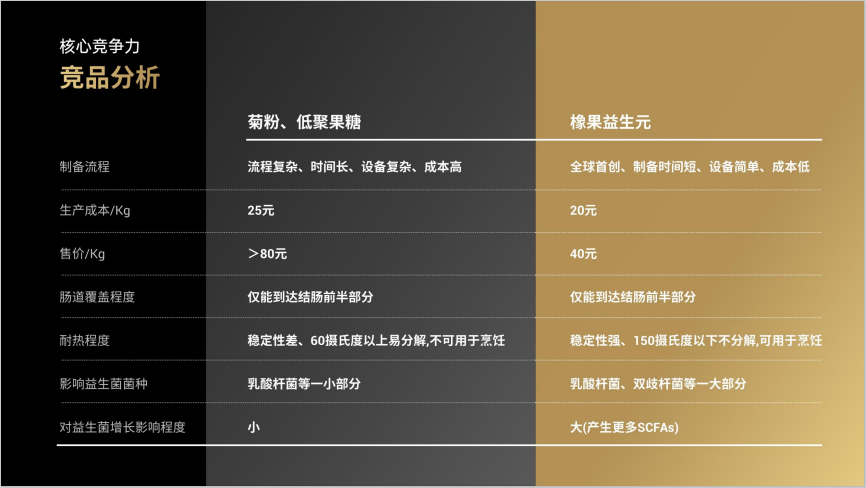 核心竞争力
竞品分析
菊粉、低聚果糖 橡果益生元
制备流程 流程复杂、时间长、设备复杂、成本高 全球首创、制备时间短、设备简单、成本低
生产成本/Kg 25元 20元
售价/Kg ＞80元 40元
肠道覆盖程度 仅能到达结肠前半部分 仅能到达结肠前半部分
耐热程度 稳定性差、60摄氏度以上易分解,不可用于烹饪 稳定性强、150摄氏度以下不分解,可用于烹饪
影响益生菌菌种 乳酸杆菌等一小部分 乳酸杆菌、双歧杆菌等一大部分
对益生菌增长影响程度 小 大(产生更多SCFAs)